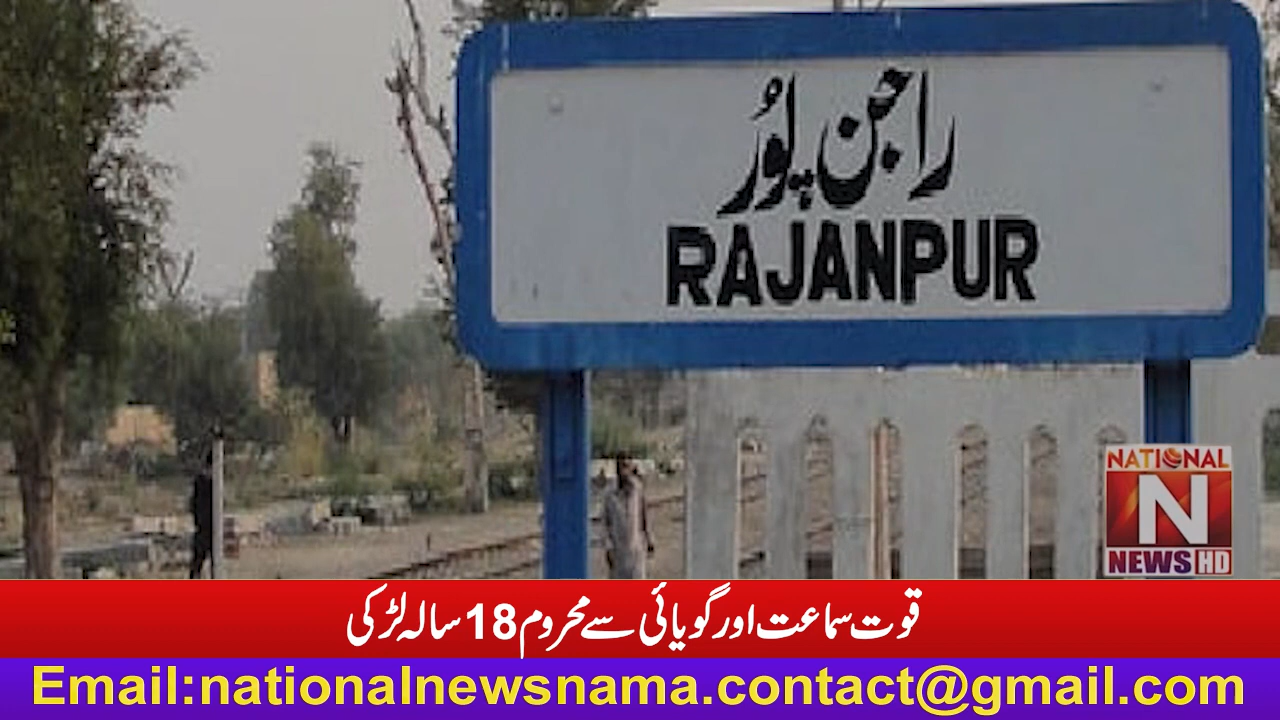 راجن پُور
RAJANPUR
NATIONAL
N
NEWS HD
قوت سماعت اور گویائی سے محروم 18 سالہ لڑکی
Email:nationalnewsnama.contact@gmail.com